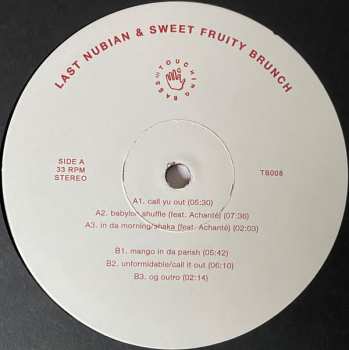 LAST NUBIAN & SWEET FRUITY BRUNCH
TOUCHING BASS
SIDE A
33 RPM
STEREO
TB008
A1. call yu out (05:30)
A2. babylon shuffle (feat. Achanté) (07:36)
A3. in da morning/shaka (feat. Achanté) (02:03)
B1. mango in da parish (05:42)
B2. unformidable/call it out (06:10)
B3. og outro (02:14)